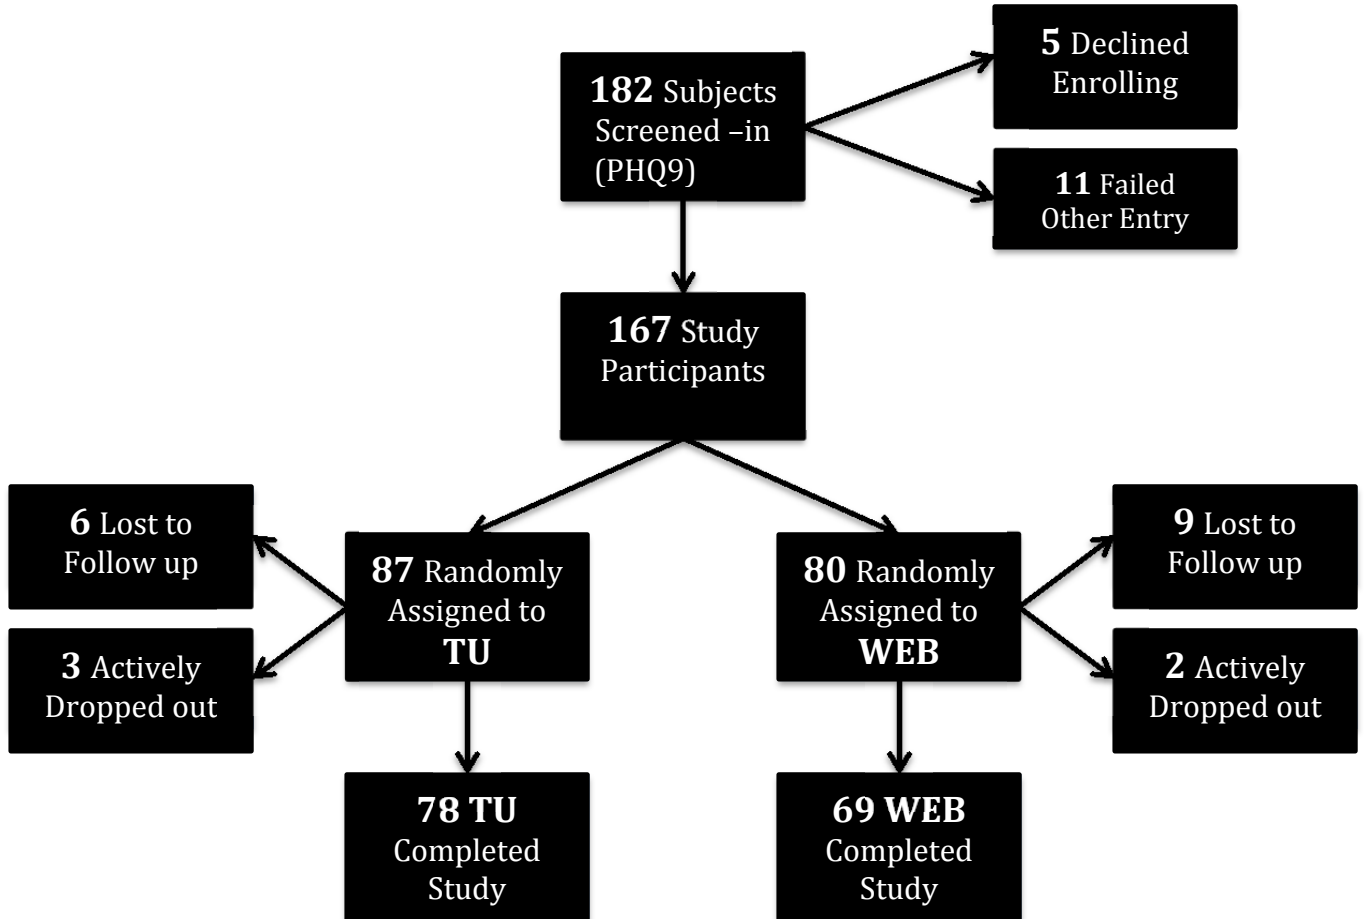 182 Subjects
Screened –in
(PHQ9)
5 Declined
Enrolling
11 Failed
Other Entry
167 Study
Participants
6 Lost to
Follow up
3 Actively
Dropped out
87 Randomly
Assigned to
TU
80 Randomly
Assigned to
WEB
9 Lost to
Follow up
2 Actively
Dropped out
78 TU
Completed
Study
69 WEB
Completed
Study